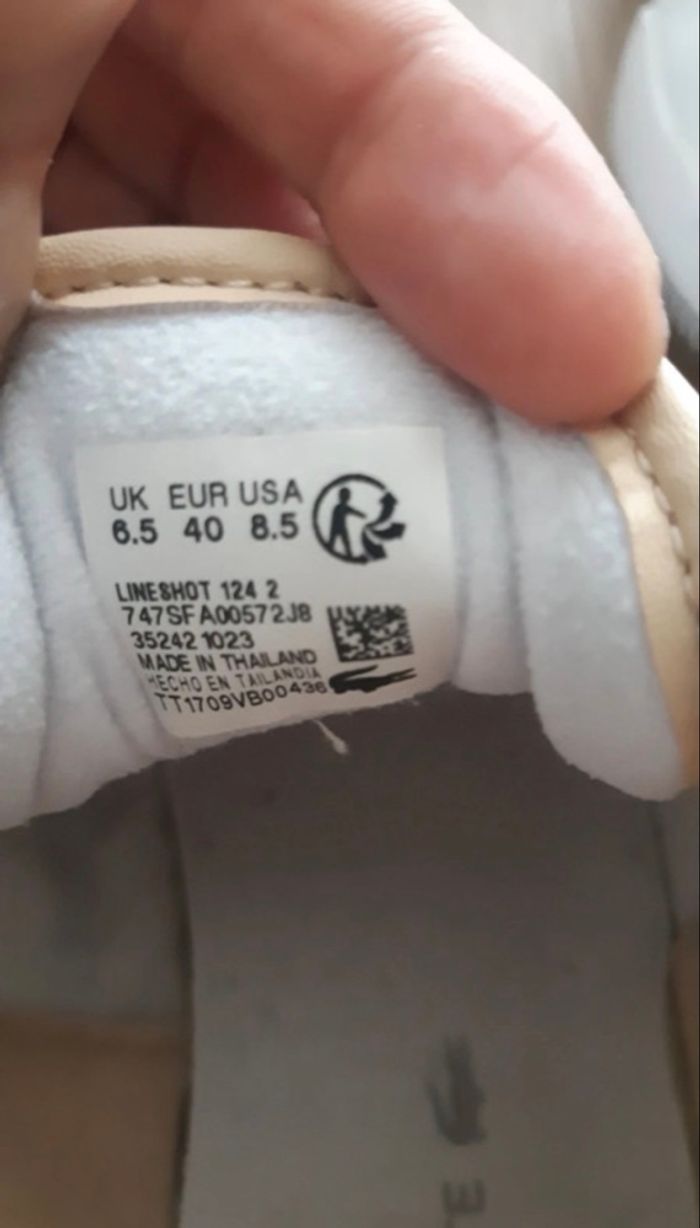 UK EUR USA
6.5 40 8.5
LINESHOT 124 2
747SFA00572J8
35242 1023
MADE IN THAILAND
HECHO EN TAILANDIA
TT1709VB00436